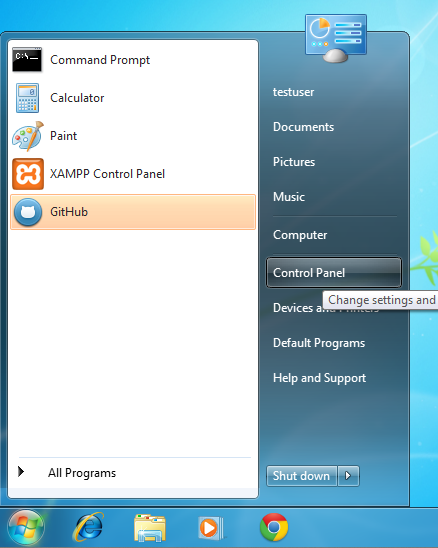 Command Prompt
Calculator
Paint
XAMPP Control Panel
GitHub
All Programs
testuser
Documents
Pictures
Music
Computer
Control Panel
Change settings and
Devices and Printers
Default Programs
Help and Support
Shut down